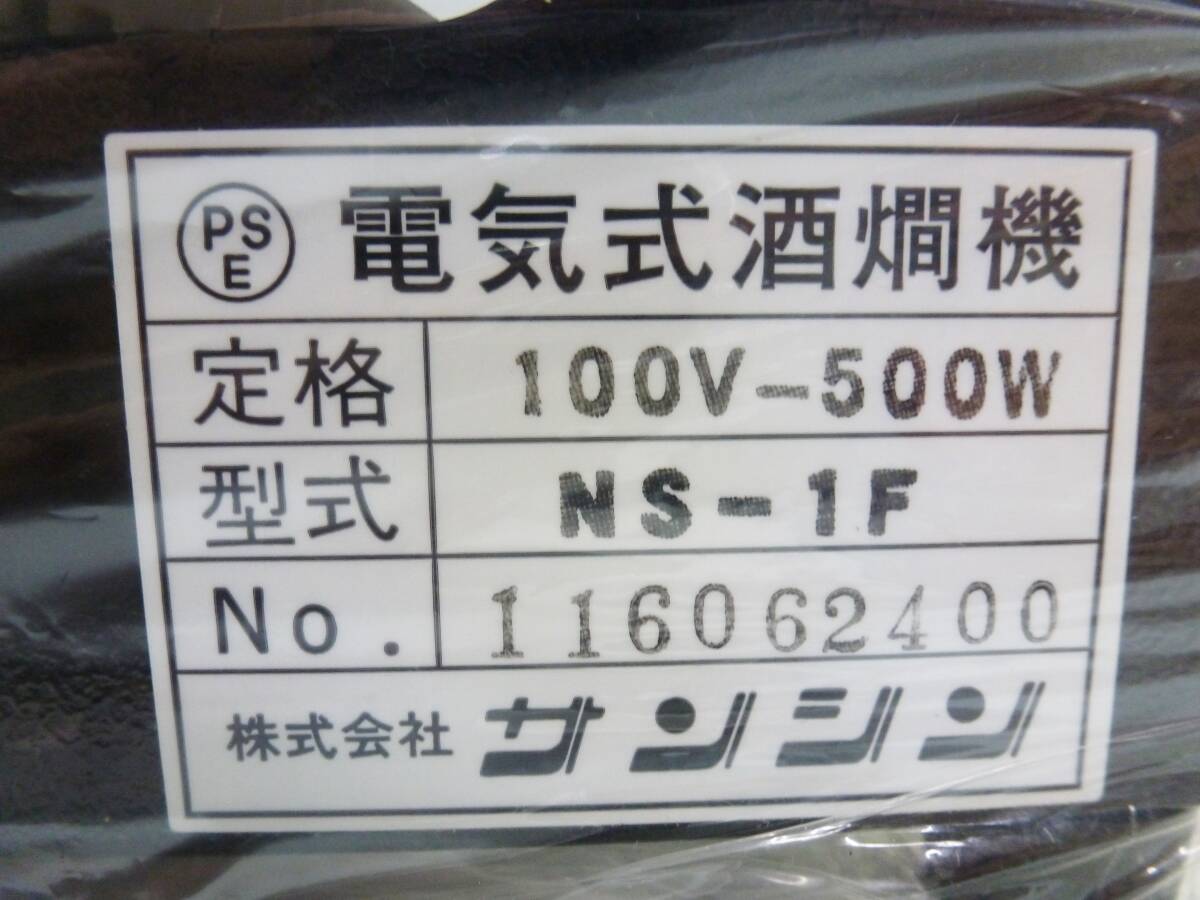 PSE 電気式酒燗機
定格 100V-500W
型式 NS-1F
No. 116062400
株式会社 サンシン